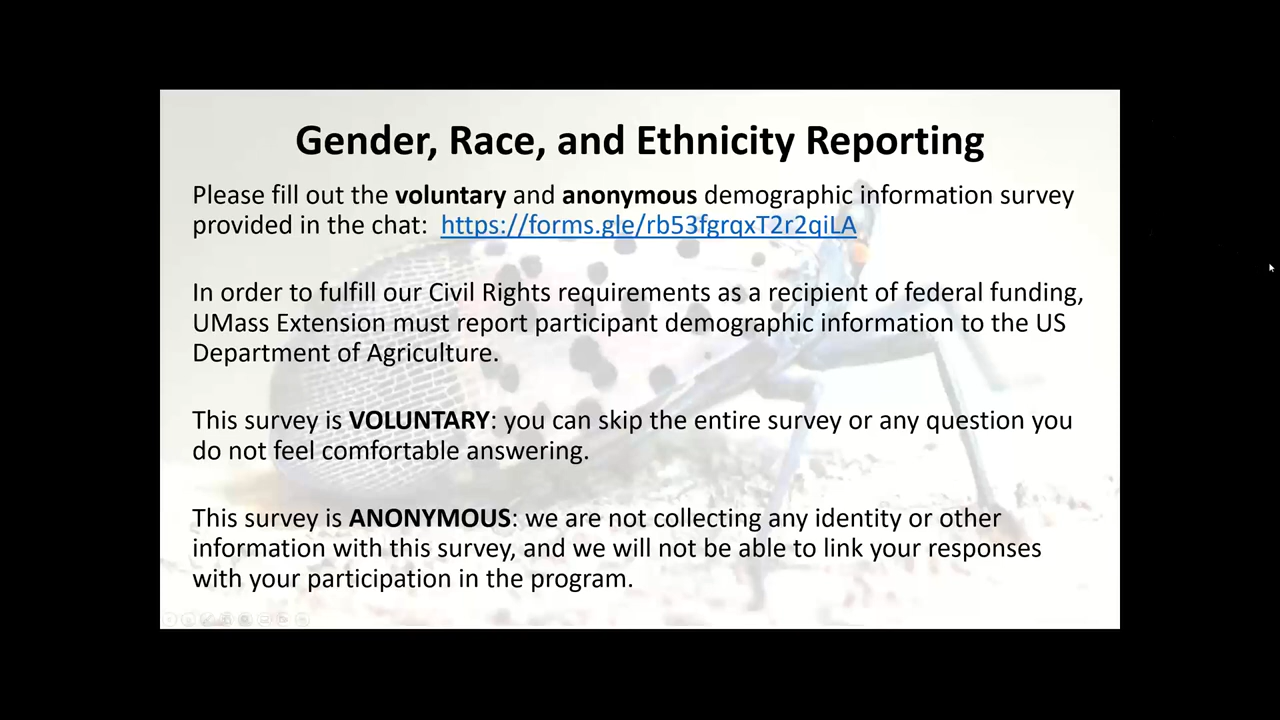 Gender, Race, and Ethnicity Reporting
Please fill out the voluntary and anonymous demographic information survey
provided in the chat: https://forms.gle/rb53fgrqxT2r2qiLA
In order to fulfill our Civil Rights requirements as a recipient of federal funding,
UMass Extension must report participant demographic information to the US
Department of Agriculture.
This survey is VOLUNTARY: you can skip the entire survey or any question you
do not feel comfortable answering.
This survey is ANONYMOUS: we are not collecting any identity or other
information with this survey, and we will not be able to link your responses
with your participation in the program.